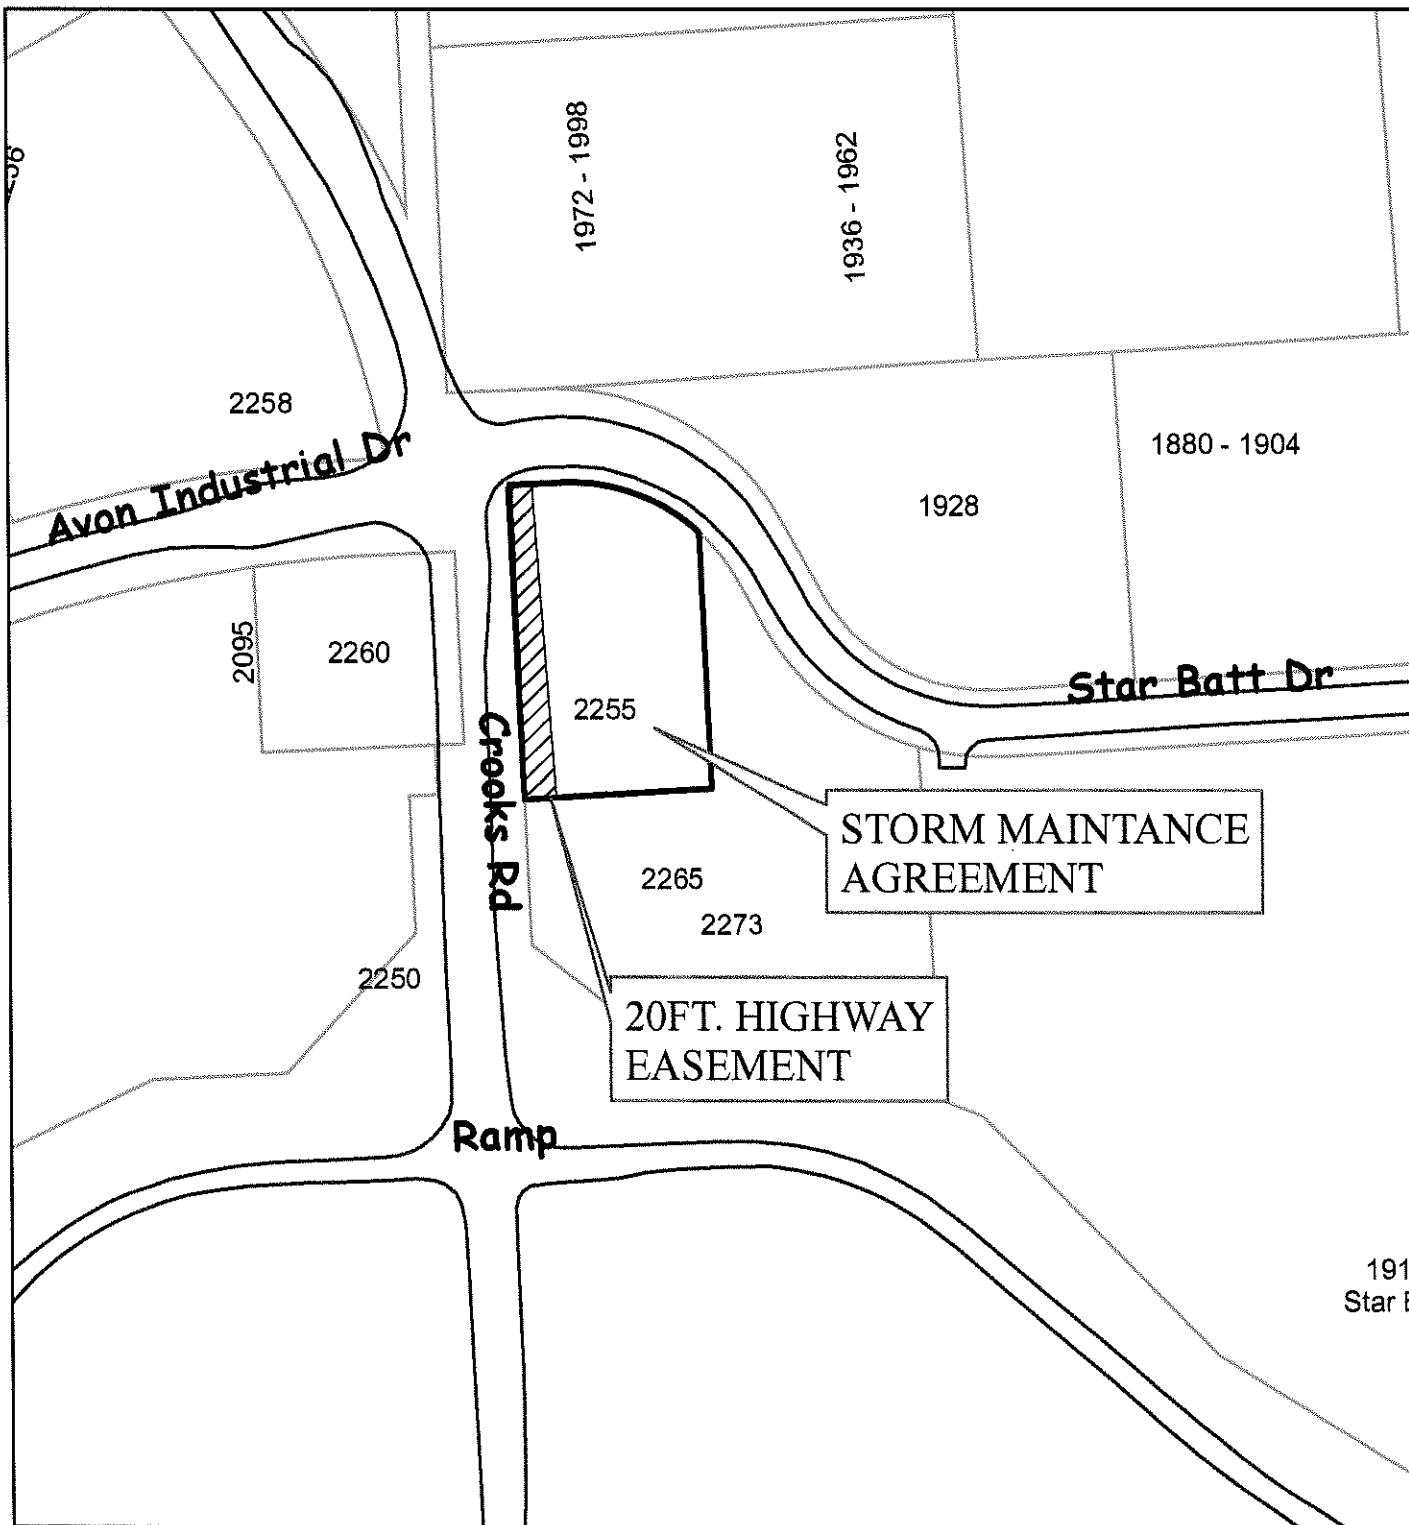 1972 - 1998
1936 - 1962
2258
1880 - 1904
Avon Industrial Dr
1928
2095
2260
Star Batt Dr
2255
Crooks Rd
STORM MAINTANCE
AGREEMENT
2265
2273
2250
20FT. HIGHWAY
EASEMENT
Ramp
191
Star